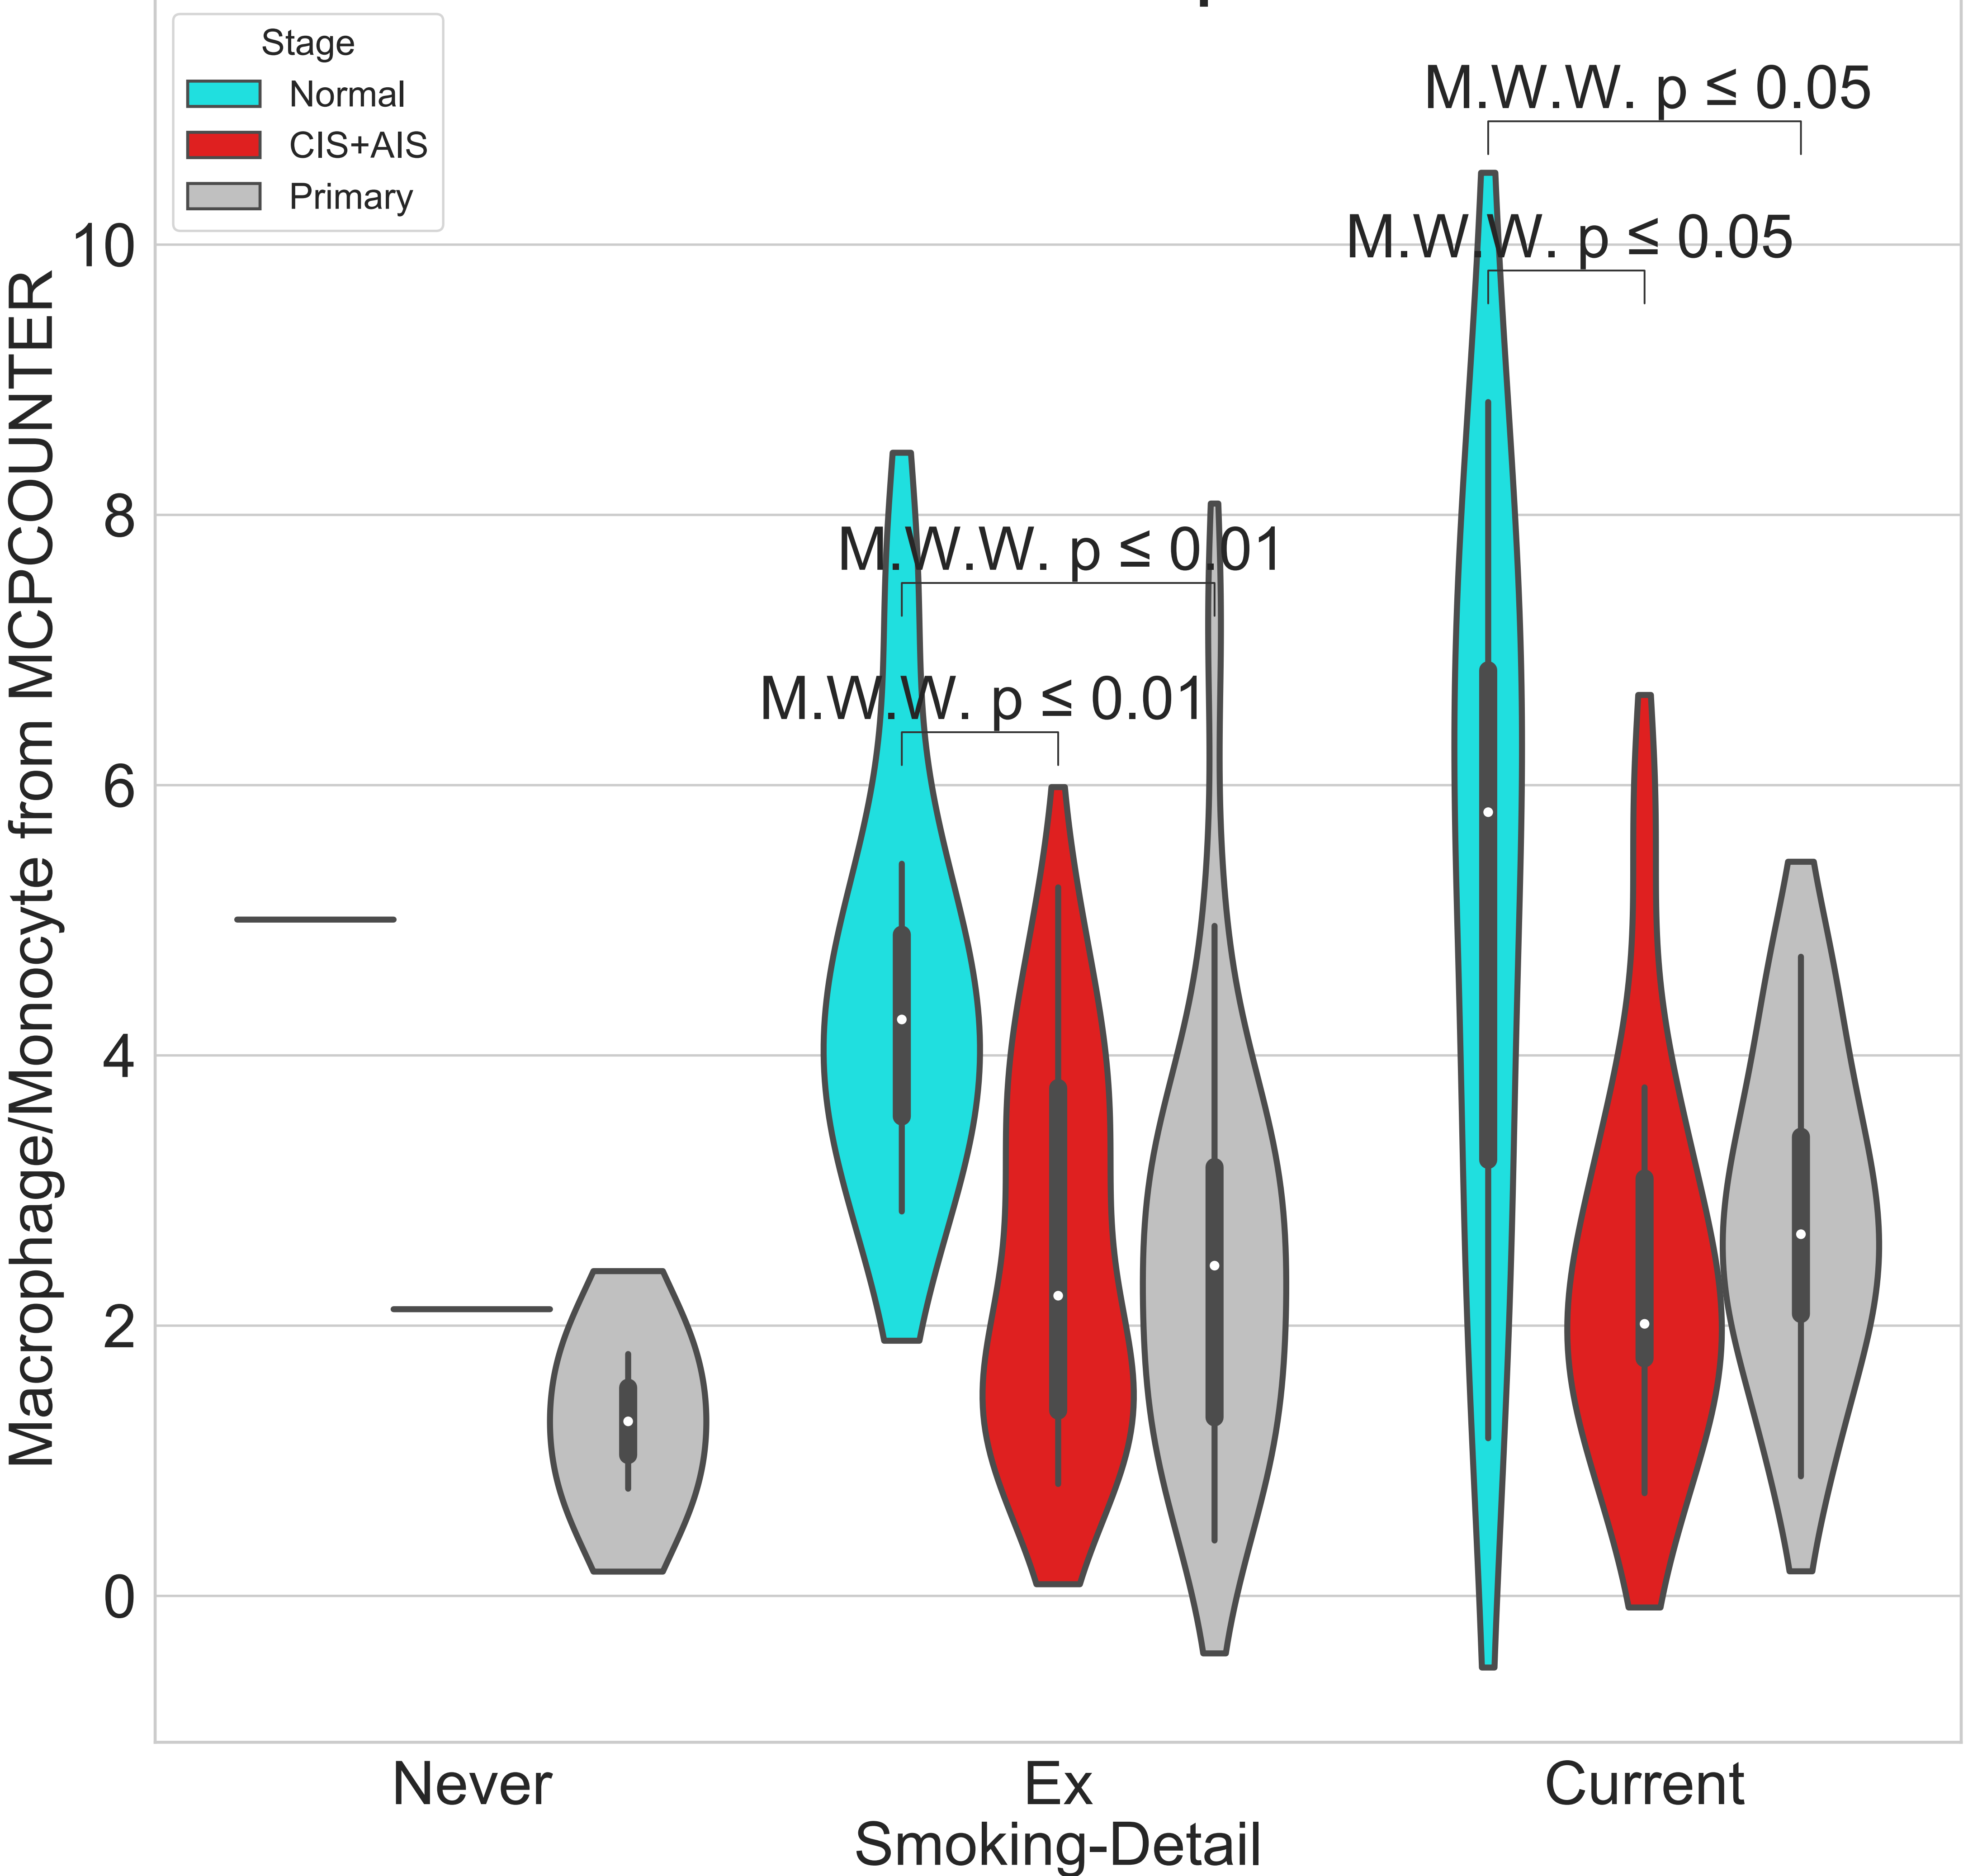 Stage
Normal
CIS+AIS
Primary
M.W.W. p ≤ 0.05
M.W.W. p ≤ 0.05
M.W.W. p ≤ 0.01
M.W.W. p ≤ 0.01
10
8
6
4
2
0
Macrophage/Monocyte from MCPCOUNTER
Never
Ex
Current
Smoking-Detail